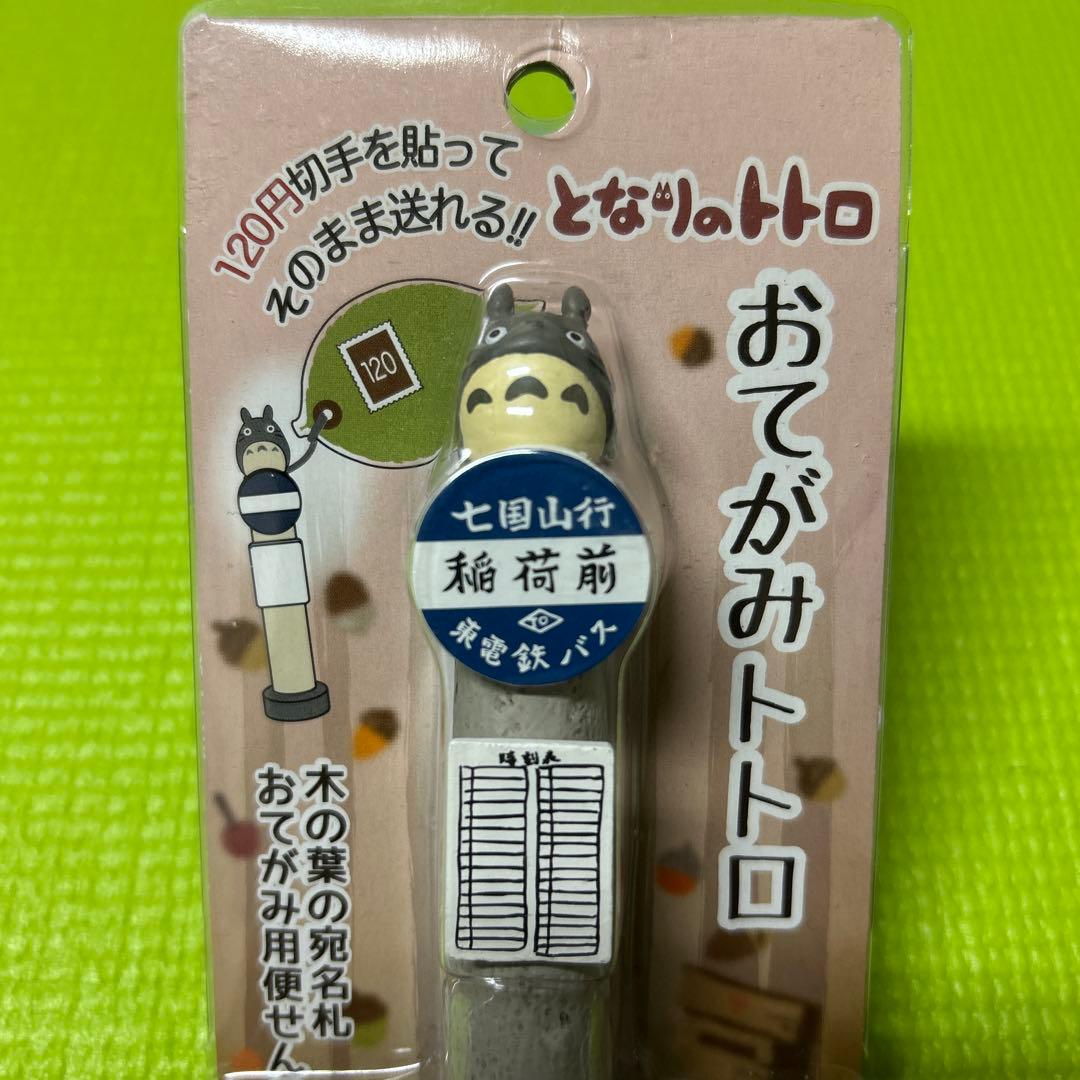 120円切手を貼って
そのまま送れる!!
となりのトトロ
おてがみトトロ
120
七国山行
稲荷前
TO
東電鉄バス
時刻表
木の葉の宛名札
おてがみ用便せん